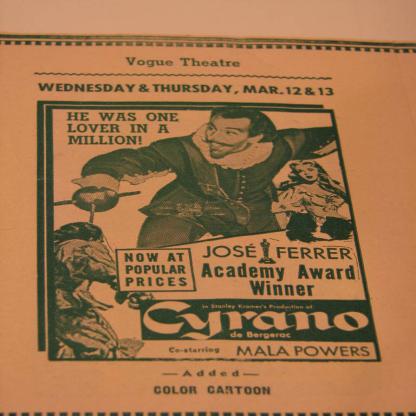 Vogue Theatre
WEDNESDAY & THURSDAY, MAR. 12 & 13
HE WAS ONE
LOVER IN A
MILLION!
NOW AT
POPULAR
PRICES
JOSÉ FERRER
Academy Award
Winner
in Stanley Kramer's Production of
Cyrano
de Bergerac
Co-starring MALA POWERS
— Added —
COLOR CARTOON